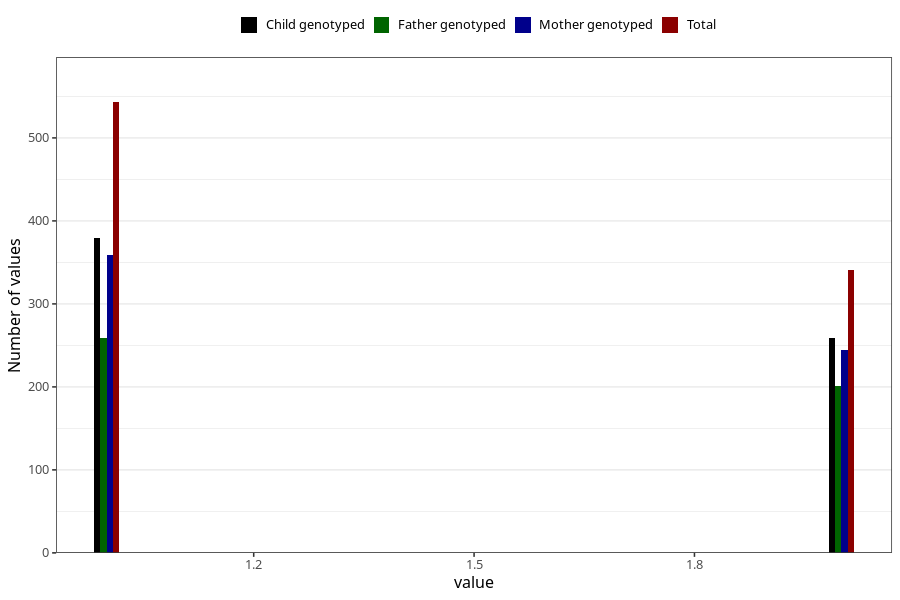 Child genotyped Father genotyped Mother genotyped Total
Number of values
500
400
300
200
100
0
1.2 1.5 1.8
value